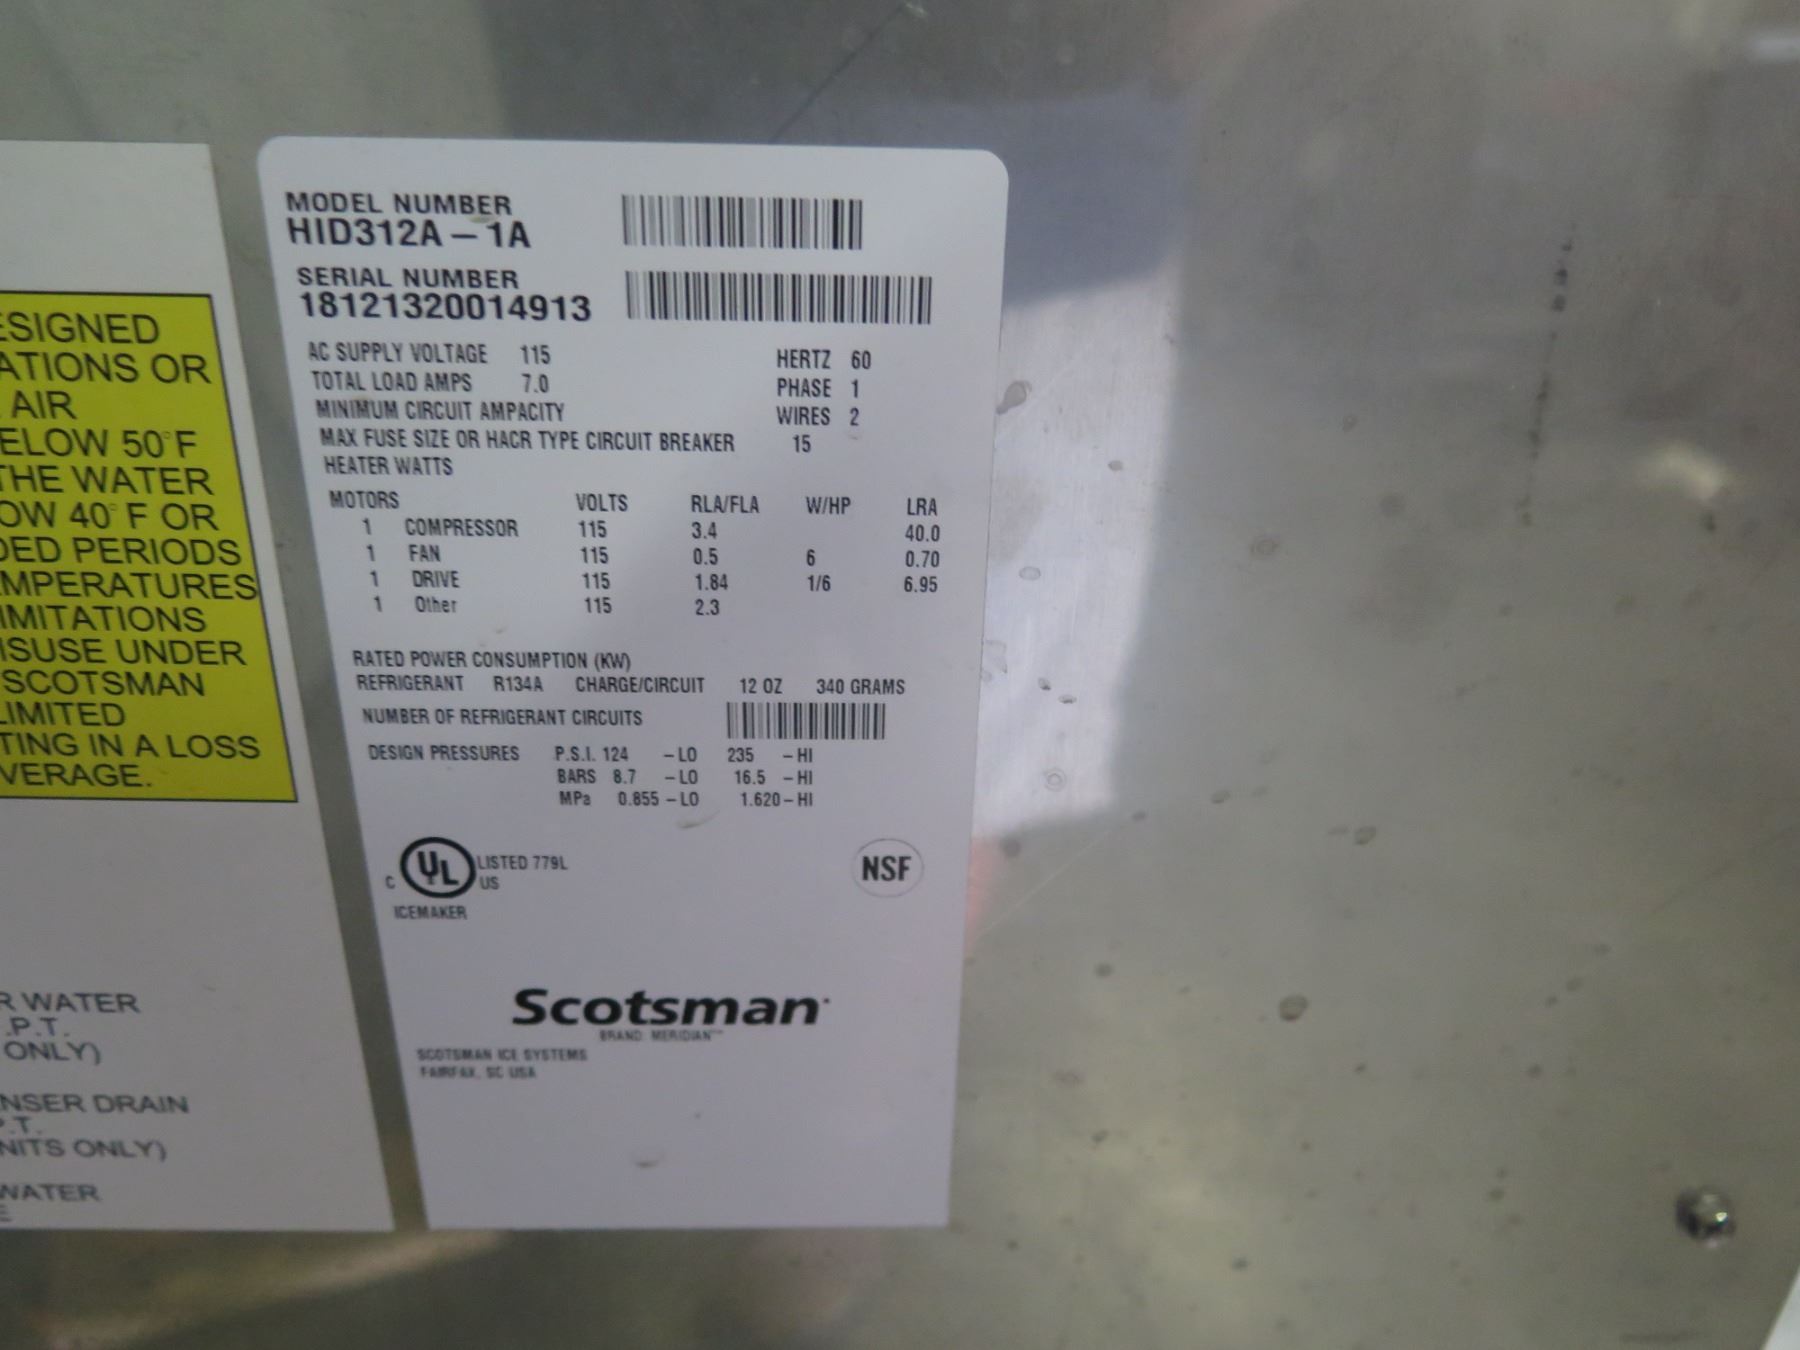 ESIGNED
ATIONS OR
AIR
ELOW 50°F
THE WATER
OW 40° F OR
DED PERIODS
EMPERATURES
IMITATIONS
ISUSE UNDER
SCOTSMAN
LIMITED
TING IN A LOSS
VERAGE.
R WATER
.P.T.
ONLY)
NSER DRAIN
P.T.
NITS ONLY)
WATER
E
MODEL NUMBER
HID312A – 1A
SERIAL NUMBER
18121320014913
AC SUPPLY VOLTAGE 115 HERTZ 60
TOTAL LOAD AMPS 7.0 PHASE 1
MINIMUM CIRCUIT AMPACITY WIRES 2
MAX FUSE SIZE OR HACR TYPE CIRCUIT BREAKER 15
HEATER WATTS
MOTORS VOLTS RLA/FLA W/HP LRA
1 COMPRESSOR 115 3.4 40.0
1 FAN 115 0.5 6 0.70
1 DRIVE 115 1.84 1/6 6.95
1 Other 115 2.3
RATED POWER CONSUMPTION (KW)
REFRIGERANT R134A CHARGE/CIRCUIT 12 OZ 340 GRAMS
NUMBER OF REFRIGERANT CIRCUITS
DESIGN PRESSURES P.S.I. 124 – LO 235 – HI
BARS 8.7 – LO 16.5 – HI
MPa 0.855 – LO 1.620 – HI
C UL LISTED 779L
US
NSF
ICEMAKER
Scotsman
BRAND MERIDIAN™
SCOTSMAN ICE SYSTEMS
FAIRFAX, SC USA